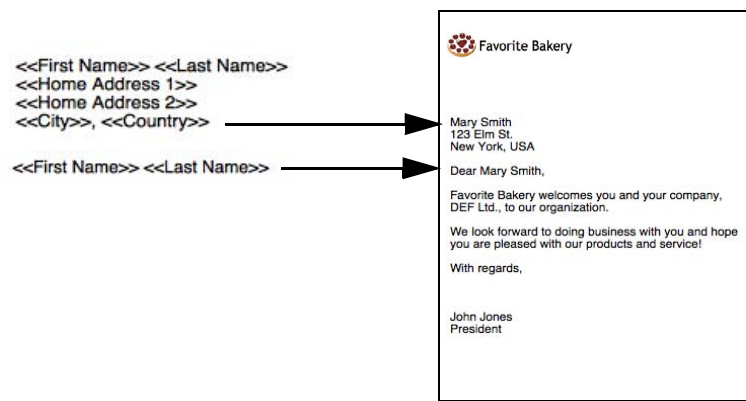 <<First Name>> <<Last Name>>
<<Home Address 1>>
<<Home Address 2>>
<<City>>, <<Country>>
<<First Name>> <<Last Name>>
Favorite Bakery
Mary Smith
123 Elm St.
New York, USA
Dear Mary Smith,
Favorite Bakery welcomes you and your company,
DEF Ltd., to our organization.
We look forward to doing business with you and hope
you are pleased with our products and service!
With regards,
John Jones
President